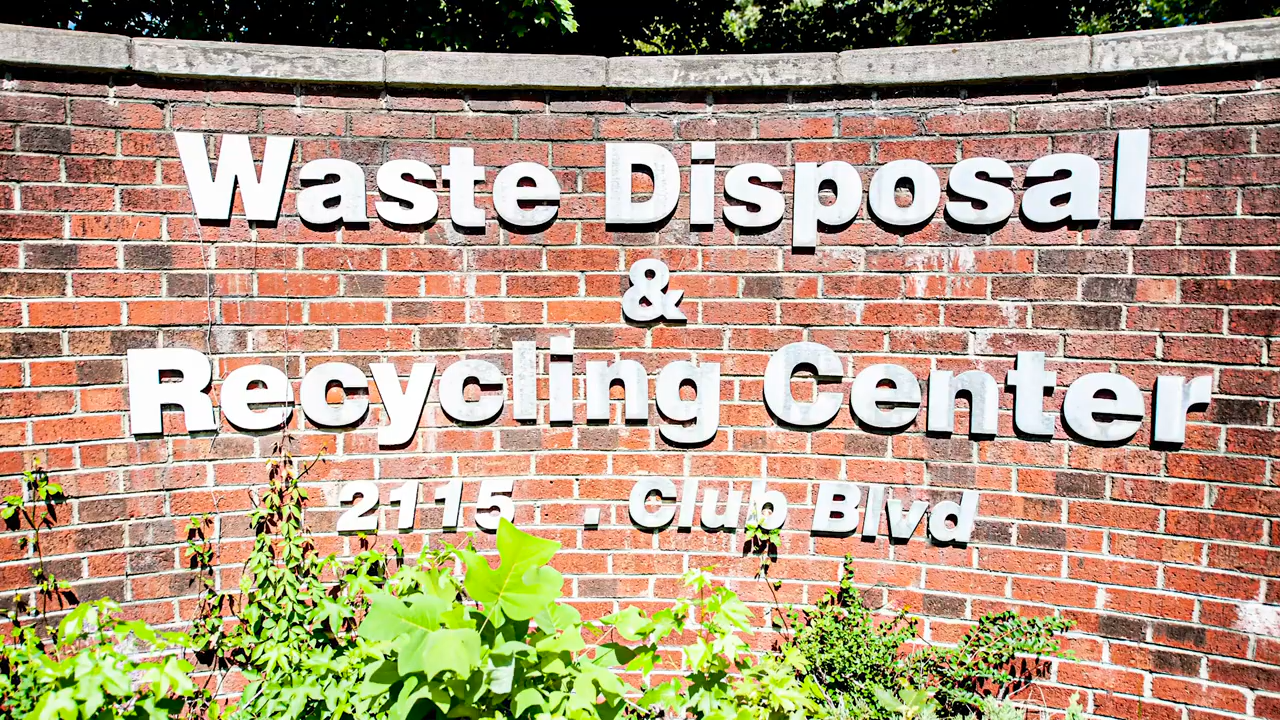 Waste Disposal
&
Recycling Center
2115 . Club Blvd